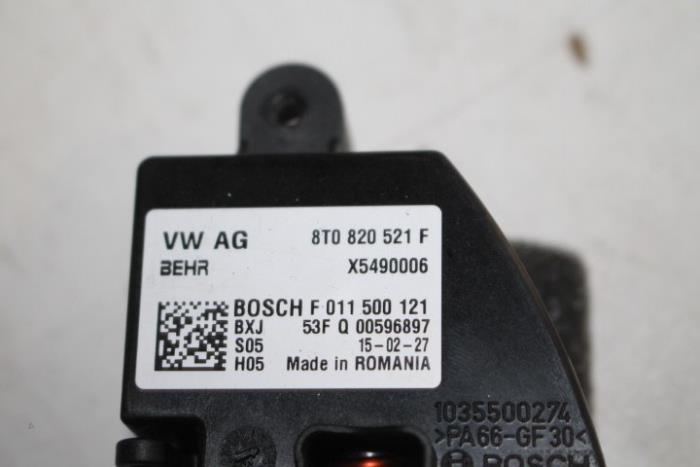 VW AG 8T0 820 521 F
BEHR X5490006
BOSCH F 011 500 121
BXJ 53F Q 00596897
S05 15-02-27
H05 Made in ROMANIA
1035500274
>PA66-GF30<
BOSCH